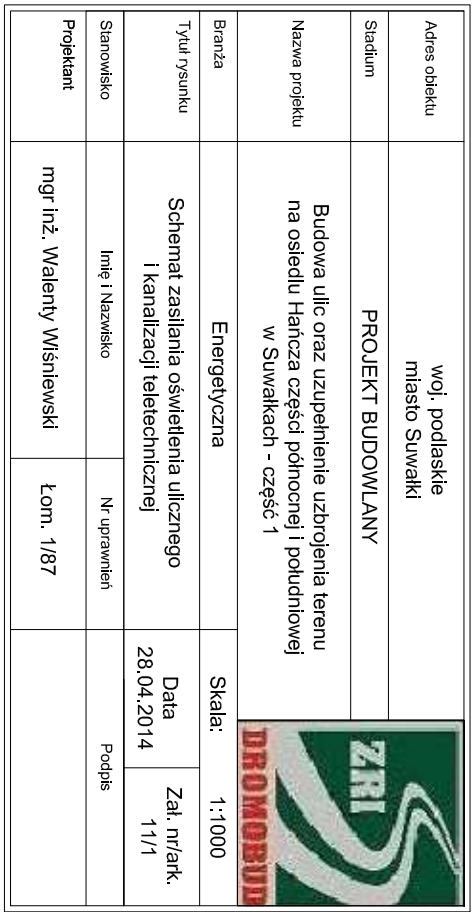 Adres obiektu
woj. podlaskie
miasto Suwałki
Stadium
PROJEKT BUDOWLANY
Nazwa projektu
Budowa ulic oraz uzupełnienie uzbrojenia terenu
na osiedlu Hańcza części północnej i południowej
w Suwałkach - część 1
ZRI
DROMOBUD
Branża
Energetyczna
Skala: 1:1000
Tytuł rysunku
Schemat zasilania oświetlenia ulicznego
i kanalizacji teletechnicznej
Data
28.04.2014
Zał. nr/ark.
11/1
Stanowisko
Imię i Nazwisko
Nr uprawnień
Podpis
Projektant
mgr inż. Walenty Wiśniewski
Łom. 1/87